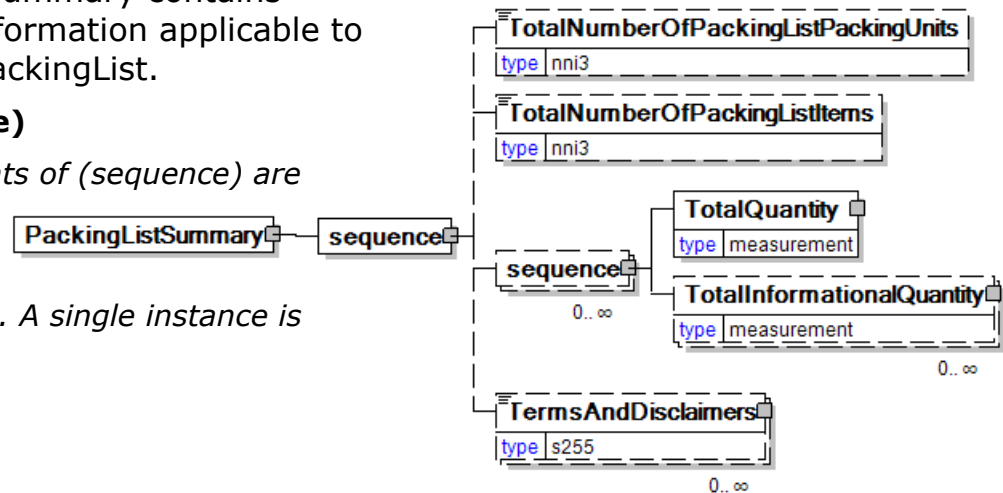 ummary contains
formation applicable to
ackingList.
e)
ts of (sequence) are
. A single instance is
PackingListSummary
sequence
TotalNumberOfPackingListPackingUnits
type nni3
TotalNumberOfPackingListItems
type nni3
sequence
0.. ∞
TotalQuantity
type measurement
TotalInformationalQuantity
type measurement
0.. ∞
TermsAndDisclaimers
type s255
0.. ∞